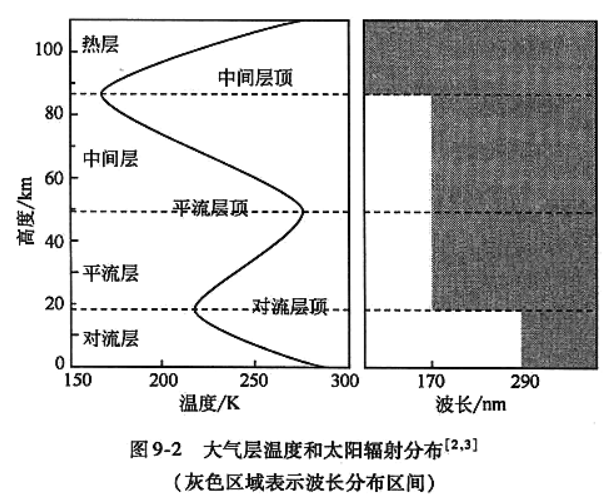 热层
中间层顶
中间层
平流层顶
平流层
对流层顶
对流层
高度/km
100
80
60
40
20
0
150
200
250
300
温度/K
170
290
波长/nm
图9-2 大气层温度和太阳辐射分布[2,3]
(灰色区域表示波长分布区间)